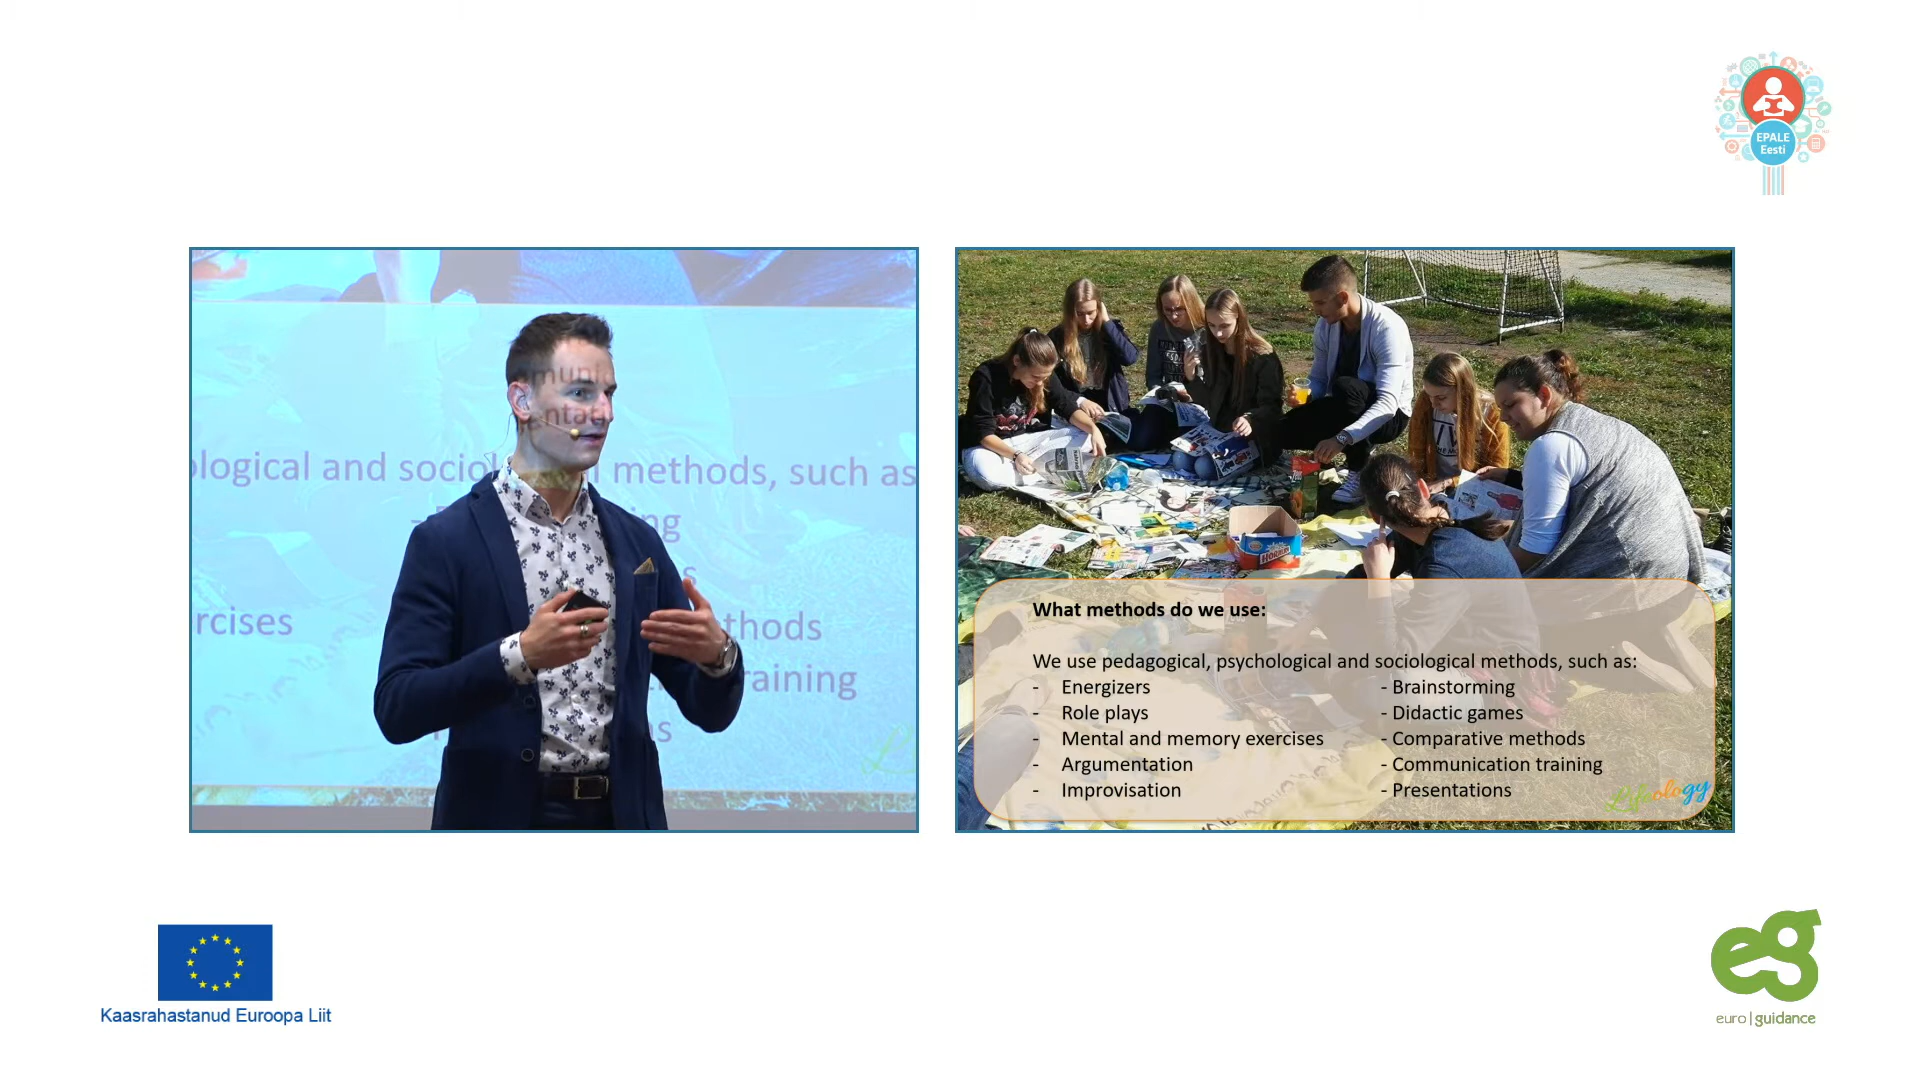 EPALE
Eesti
ological and sociological methods, such as
rcises
thods
raining
What methods do we use:
We use pedagogical, psychological and sociological methods, such as:
- Energizers
- Brainstorming
- Role plays
- Didactic games
- Mental and memory exercises
- Comparative methods
- Argumentation
- Communication training
- Improvisation
- Presentations
Lifeology
Kaasrahastanud Euroopa Liit
eg
euro|guidance